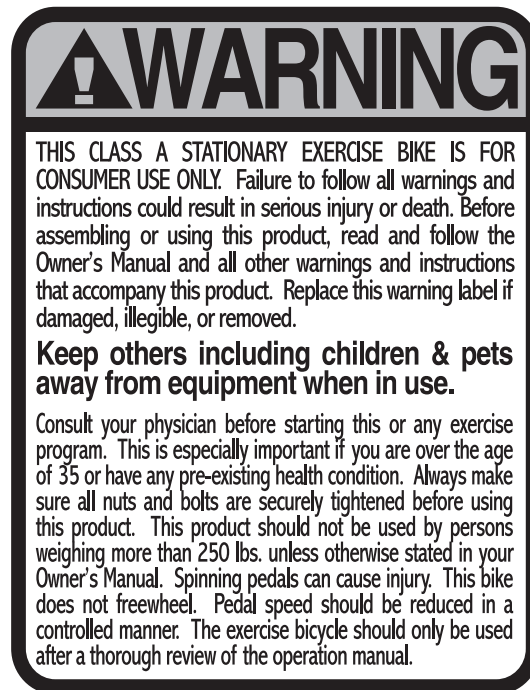 WARNING
THIS CLASS A STATIONARY EXERCISE BIKE IS FOR
CONSUMER USE ONLY. Failure to follow all warnings and
instructions could result in serious injury or death. Before
assembling or using this product, read and follow the
Owner's Manual and all other warnings and instructions
that accompany this product. Replace this warning label if
damaged, illegible, or removed.
Keep others including children & pets
away from equipment when in use.
Consult your physician before starting this or any exercise
program. This is especially important if you are over the age
of 35 or have any pre-existing health condition. Always make
sure all nuts and bolts are securely tightened before using
this product. This product should not be used by persons
weighing more than 250 lbs. unless otherwise stated in your
Owner's Manual. Spinning pedals can cause injury. This bike
does not freewheel. Pedal speed should be reduced in a
controlled manner. The exercise bicycle should only be used
after a thorough review of the operation manual.